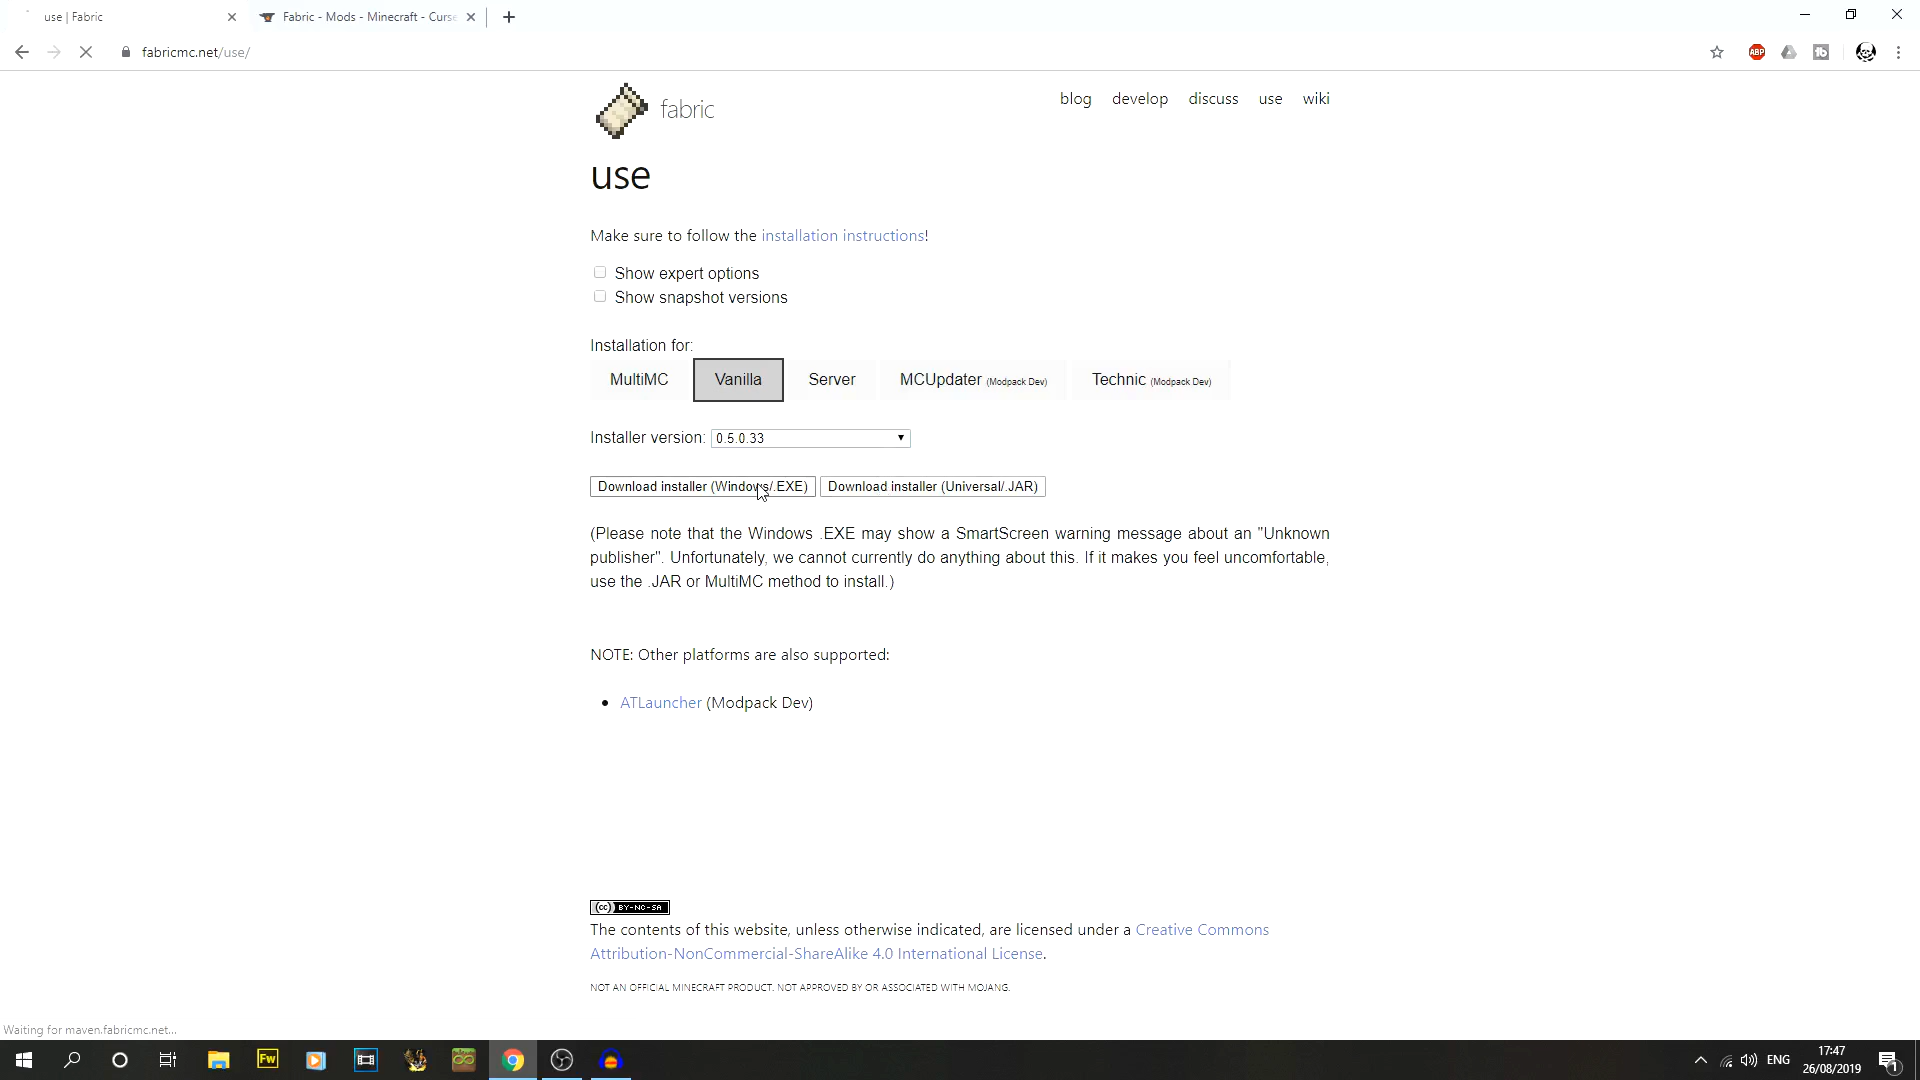 use | Fabric
Fabric - Mods - Minecraft - Curse
fabricmc.net/use/
ABP
fabric
blog develop discuss use wiki
use
Make sure to follow the installation instructions!
Show expert options
Show snapshot versions
Installation for:
MultiMC Vanilla Server MCUpdater (Modpack Dev) Technic (Modpack Dev)
Installer version: 0.5.0.33
Download installer (Windows/.EXE) Download installer (Universal/.JAR)
(Please note that the Windows .EXE may show a SmartScreen warning message about an "Unknown
publisher". Unfortunately, we cannot currently do anything about this. If it makes you feel uncomfortable,
use the .JAR or MultiMC method to install.)
NOTE: Other platforms are also supported:
ATLauncher (Modpack Dev)
(cc) BY-NC-SA
The contents of this website, unless otherwise indicated, are licensed under a Creative Commons
Attribution-NonCommercial-ShareAlike 4.0 International License.
NOT AN OFFICIAL MINECRAFT PRODUCT. NOT APPROVED BY OR ASSOCIATED WITH MOJANG.
Waiting for maven.fabricmc.net...
Fw
ENG
17:47
26/08/2019
1